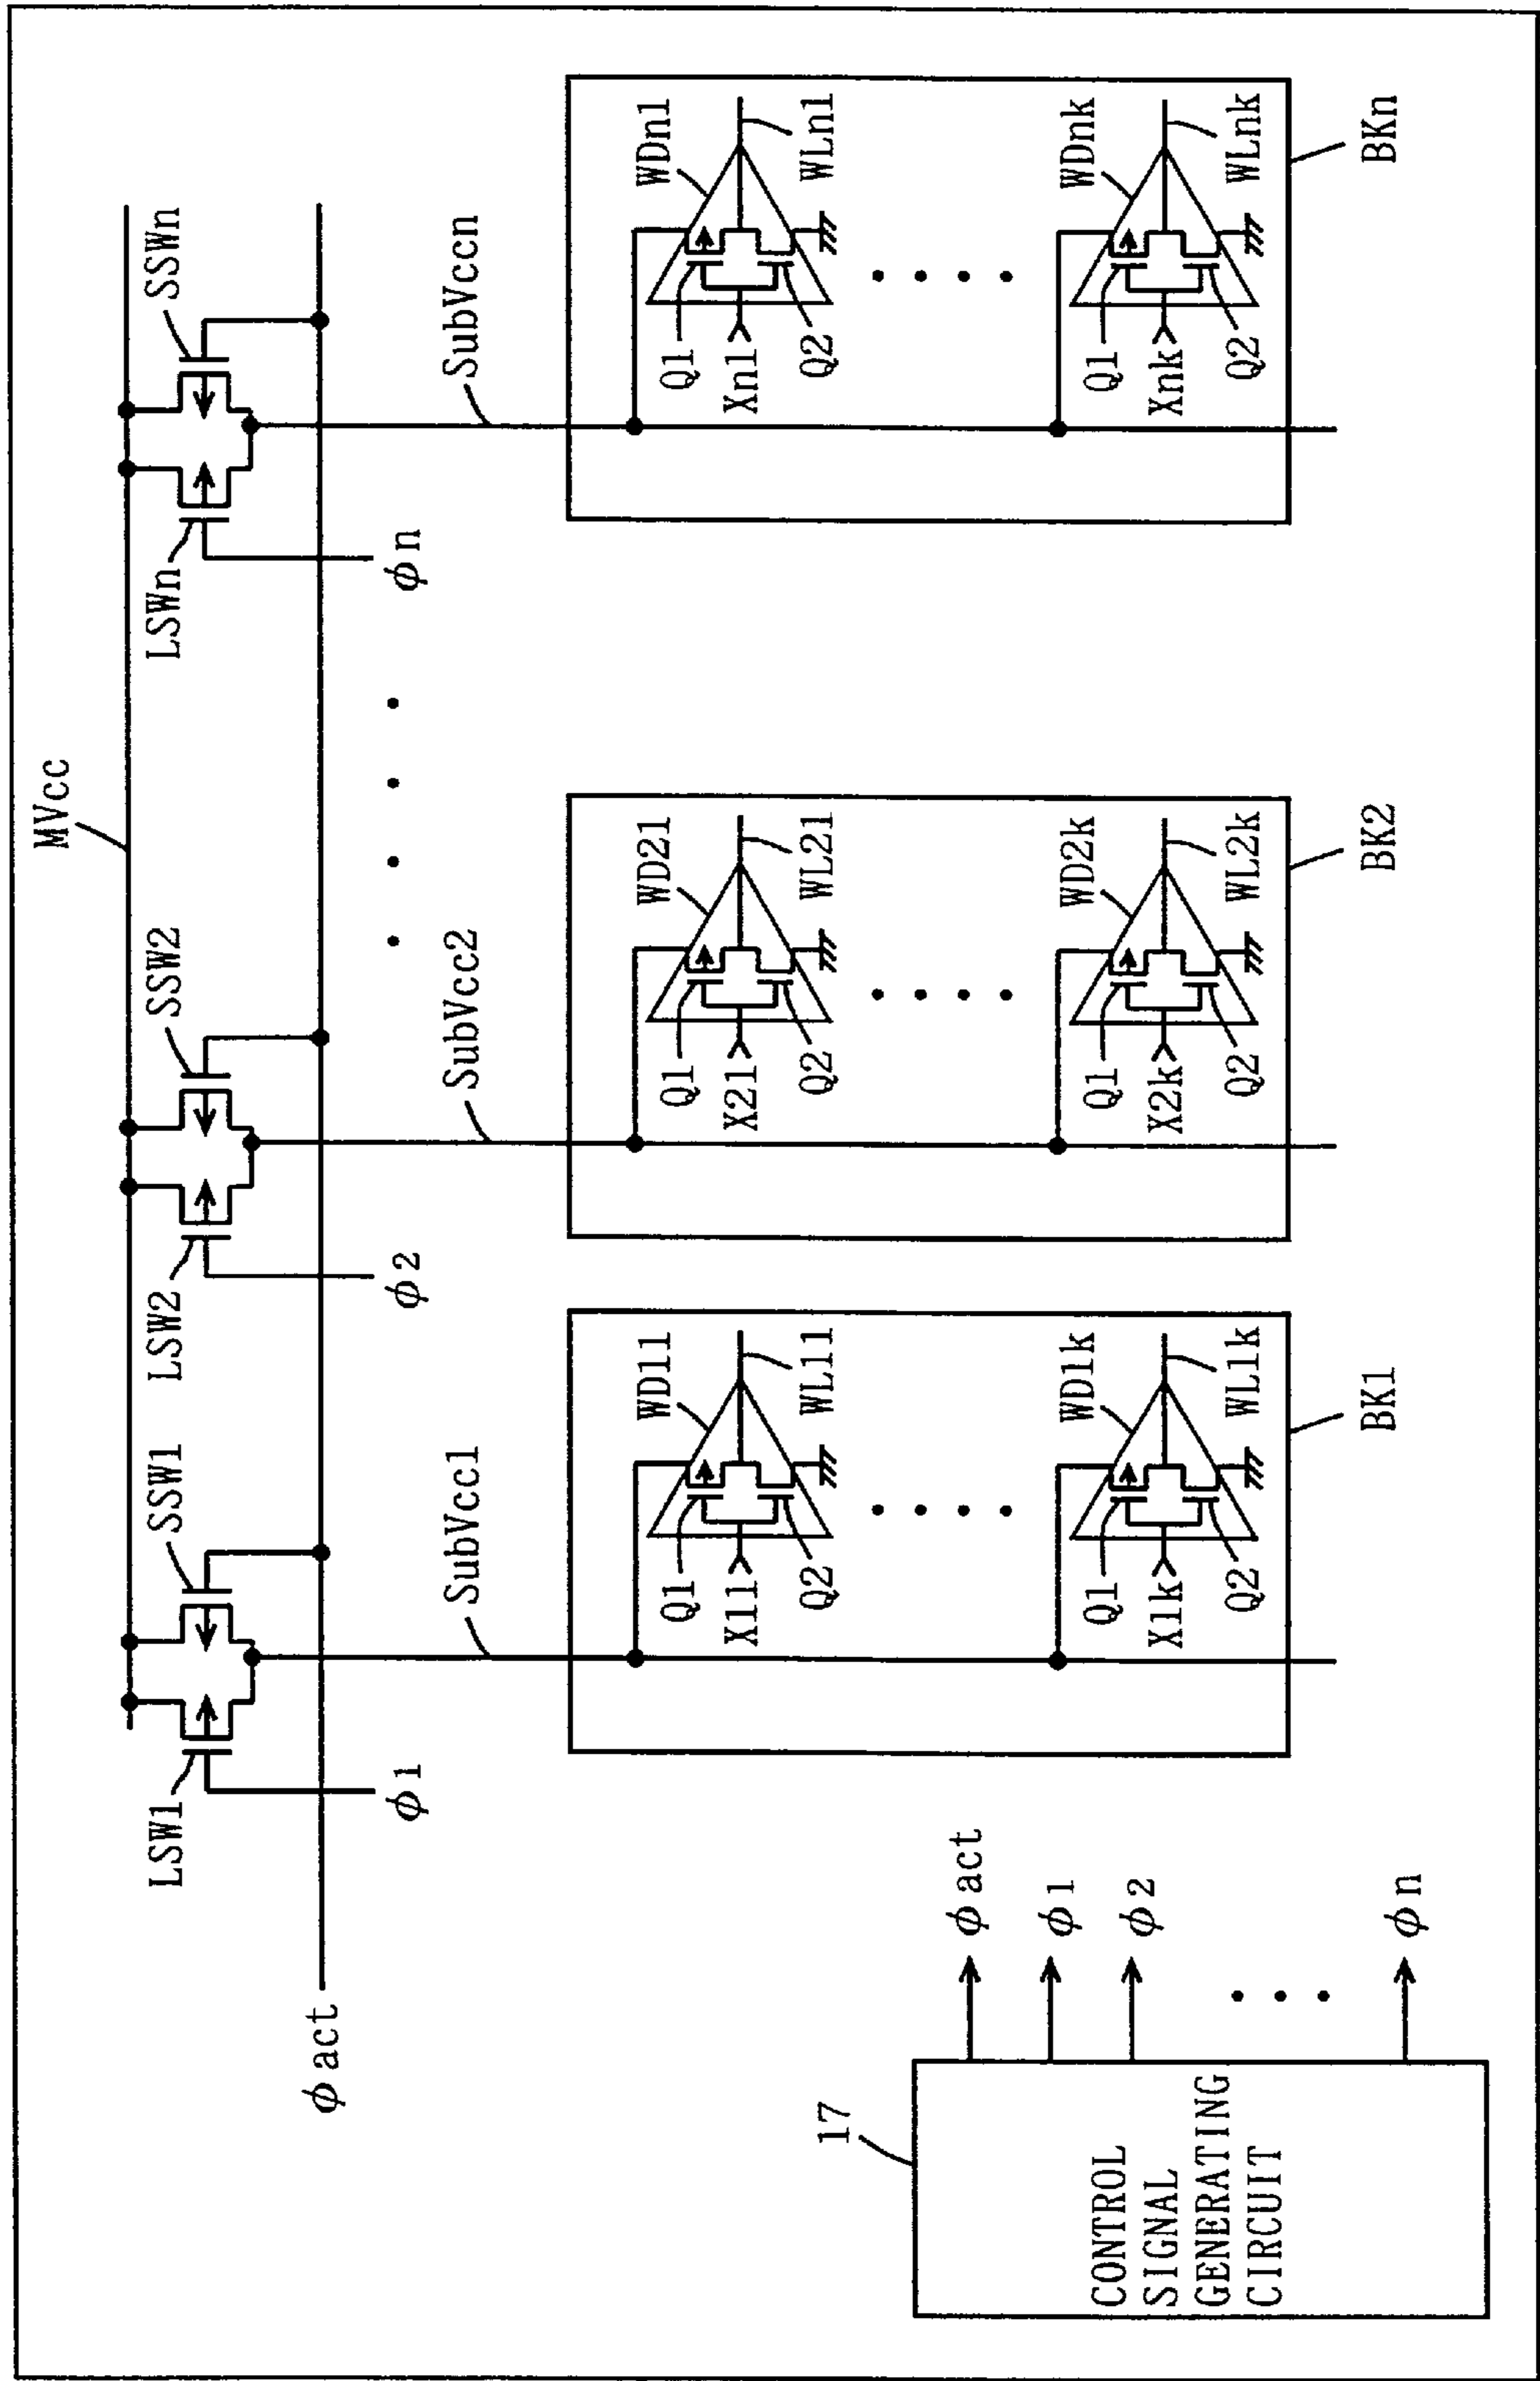 MVcc
LSW1
SSW1
LSW2
SSW2
LSWn
SSWn
φact
φ1
φ2
φn
SubVcc1
SubVcc2
SubVccn
Q1
X11
Q2
WD11
WL11
Q1
X21
Q2
WD21
WL21
Q1
Xn1
Q2
WDn1
WLn1
Q1
X1k
Q2
WD1k
WL1k
Q1
X2k
Q2
WD2k
WL2k
Q1
Xnk
Q2
WDnk
WLnk
BK1
BK2
BKn
17
CONTROL
SIGNAL
GENERATING
CIRCUIT
φact
φ1
φ2
φn